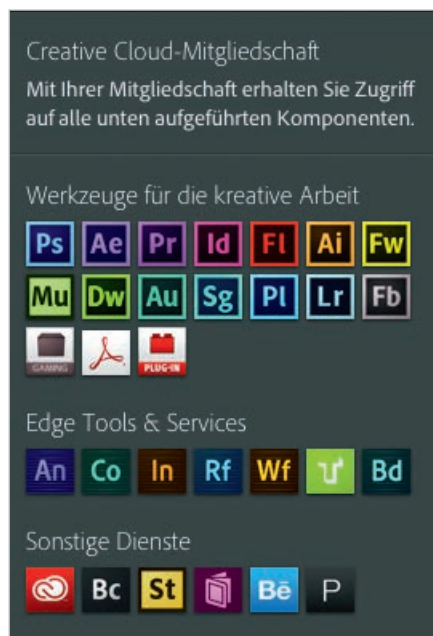 Creative Cloud-Mitgliedschaft
Mit Ihrer Mitgliedschaft erhalten Sie Zugriff
auf alle unten aufgeführten Komponenten.
Werkzeuge für die kreative Arbeit
Ps Ae Pr Id Fl Ai Fw
Mu Dw Au Sg Pl Lr Fb
GAMING PLUG-IN
Edge Tools & Services
An Co In Rf Wf Bd
Sonstige Dienste
Bc St Bē P